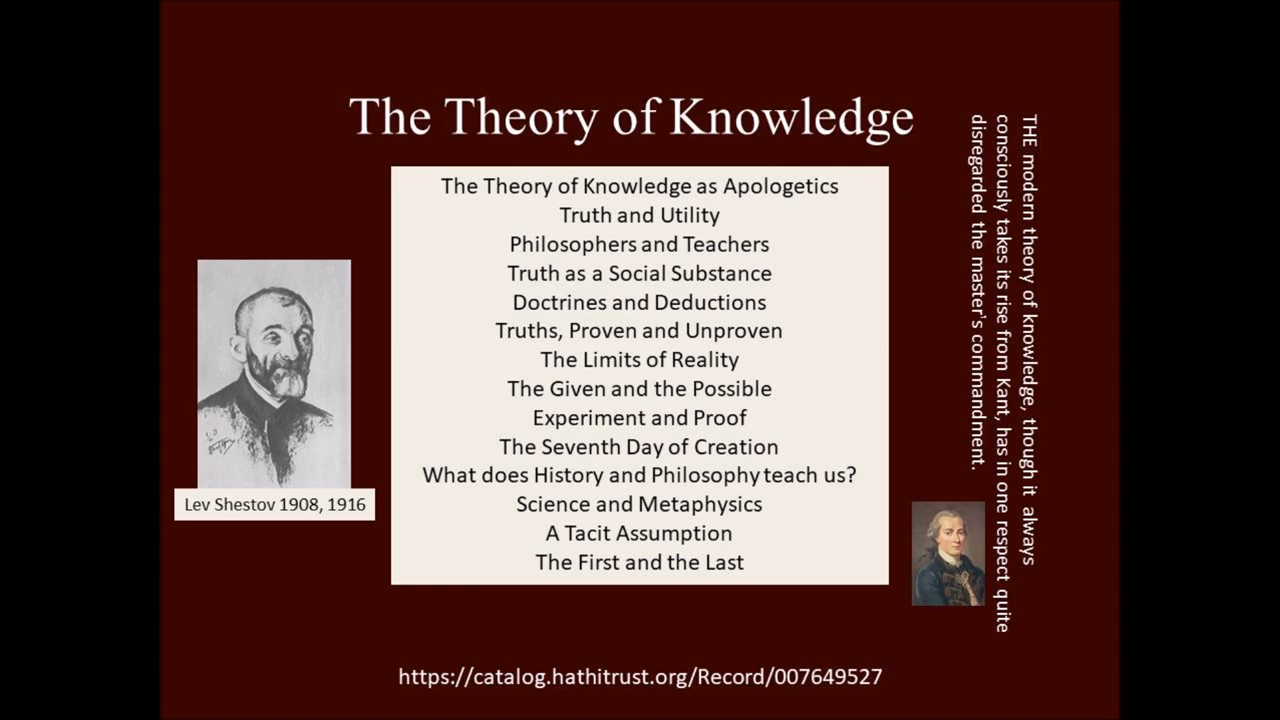 The Theory of Knowledge
The Theory of Knowledge as Apologetics
Truth and Utility
Philosophers and Teachers
Truth as a Social Substance
Doctrines and Deductions
Truths, Proven and Unproven
The Limits of Reality
The Given and the Possible
Experiment and Proof
The Seventh Day of Creation
What does History and Philosophy teach us?
Science and Metaphysics
A Tacit Assumption
The First and the Last
Lev Shestov 1908, 1916
THE modern theory of knowledge, though it always
consciously takes its rise from Kant, has in one respect quite
disregarded the master's commandment.
https://catalog.hathitrust.org/Record/007649527